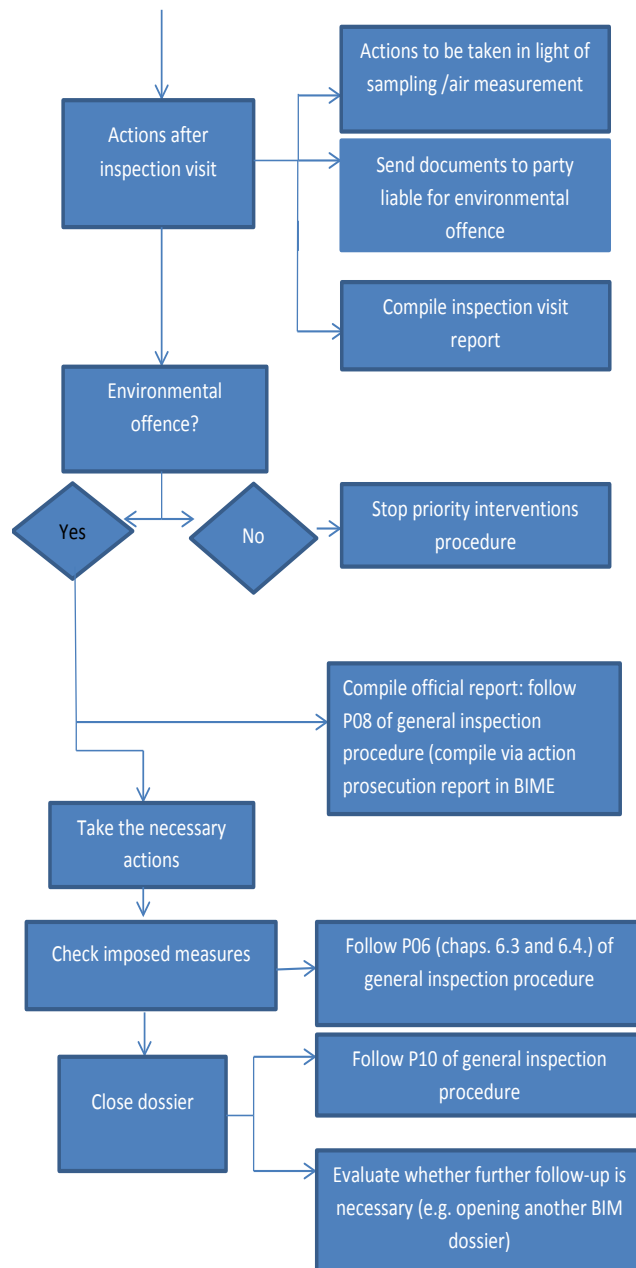 Actions to be taken in light of
sampling /air measurement
Actions after
inspection visit
Send documents to party
liable for environmental
offence
Compile inspection visit
report
Environmental
offence?
Yes
No
Stop priority interventions
procedure
Compile official report: follow
P08 of general inspection
procedure (compile via action
prosecution report in BIME
Take the necessary
actions
Check imposed measures
Follow P06 (chaps. 6.3 and 6.4.) of
general inspection procedure
Close dossier
Follow P10 of general inspection
procedure
Evaluate whether further follow-up is
necessary (e.g. opening another BIM
dossier)